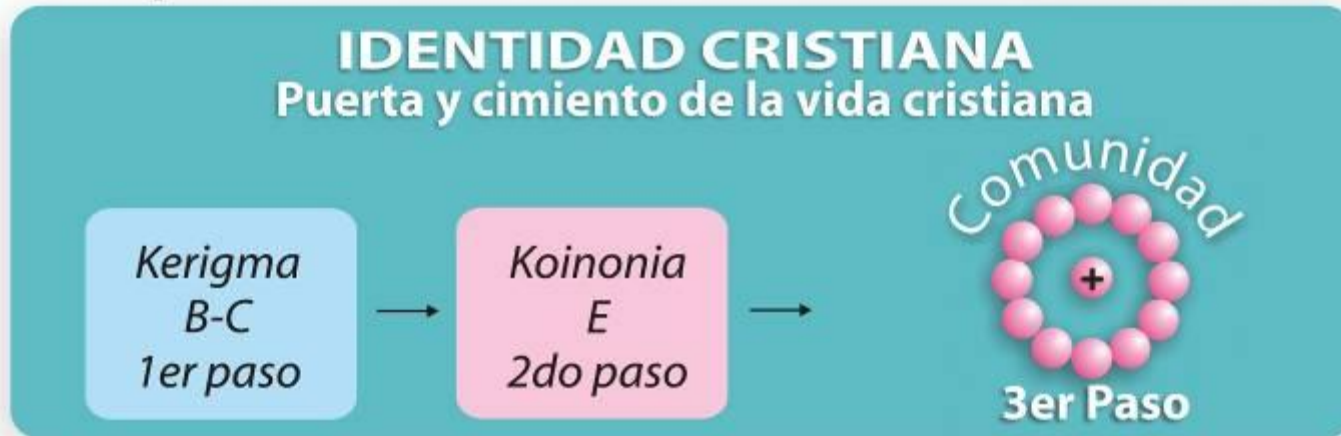 IDENTIDAD CRISTIANA
Puerta y cimiento de la vida cristiana
Kerigma
B-C
1er paso
Koinonia
E
2do paso
Comunidad
+
3er Paso